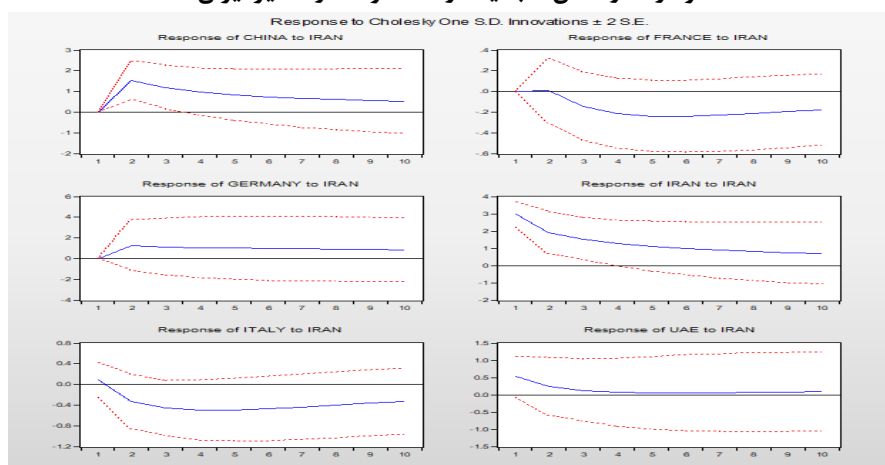 Response to Cholesky One S.D. Innovations ± 2 S.E.
Response of CHINA to IRAN
3
2
1
0
-1
-2
1 2 3 4 5 6 7 8 9 10
Response of FRANCE to IRAN
.4
.2
.0
-.2
-.4
-.6
1 2 3 4 5 6 7 8 9 10
Response of GERMANY to IRAN
6
4
2
0
-2
-4
1 2 3 4 5 6 7 8 9 10
Response of IRAN to IRAN
4
3
2
1
0
-1
-2
1 2 3 4 5 6 7 8 9 10
Response of ITALY to IRAN
0.8
0.4
0.0
-0.4
-0.8
-1.2
1 2 3 4 5 6 7 8 9 10
Response of UAE to IRAN
1.5
1.0
0.5
0.0
-0.5
-1.0
-1.5
1 2 3 4 5 6 7 8 9 10